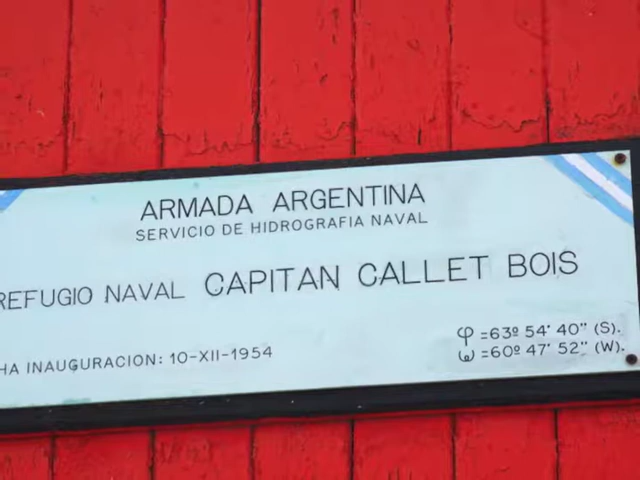 ARMADA ARGENTINA
SERVICIO DE HIDROGRAFIA NAVAL
REFUGIO NAVAL CAPITAN CALLET BOIS
HA INAUGURACION: 10-XII-1954
φ =63º 54' 40" (S).
ω =60º 47' 52" (W).